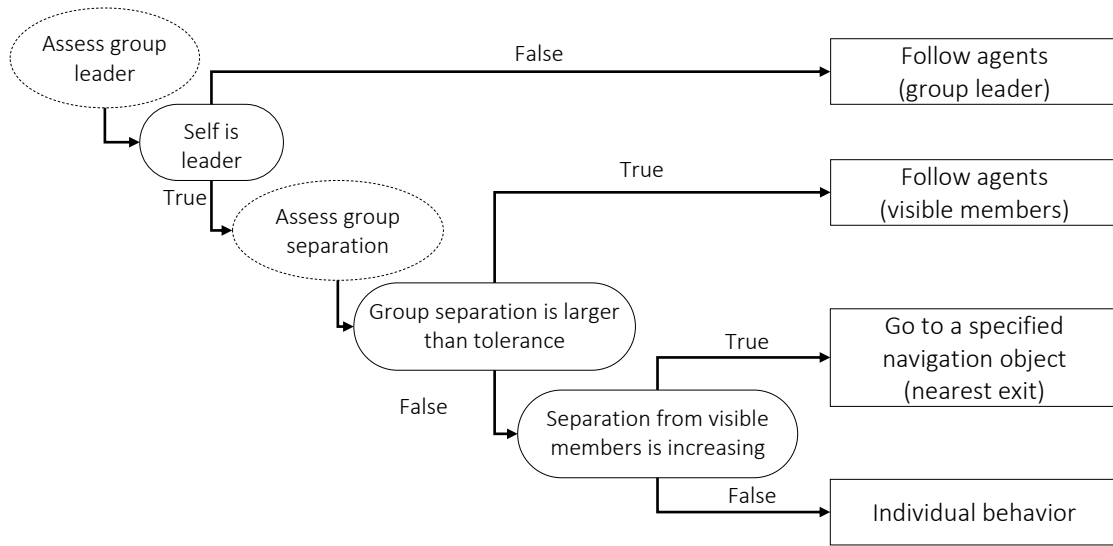 Assess group
leader
False
Follow agents
(group leader)
Self is
leader
True
True
Follow agents
(visible members)
Assess group
separation
Group separation is larger
than tolerance
True
Go to a specified
navigation object
(nearest exit)
False
Separation from visible
members is increasing
False
Individual behavior